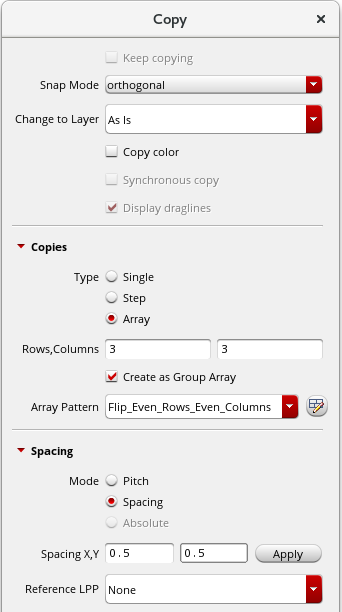 Copy
Keep copying
Snap Mode orthogonal
Change to Layer As Is
Copy color
Synchronous copy
Display draglines
Copies
Type Single
Step
Array
Rows,Columns 3 3
Create as Group Array
Array Pattern Flip_Even_Rows_Even_Columns
Spacing
Mode Pitch
Spacing
Absolute
Spacing X,Y 0.5 0.5 Apply
Reference LPP None